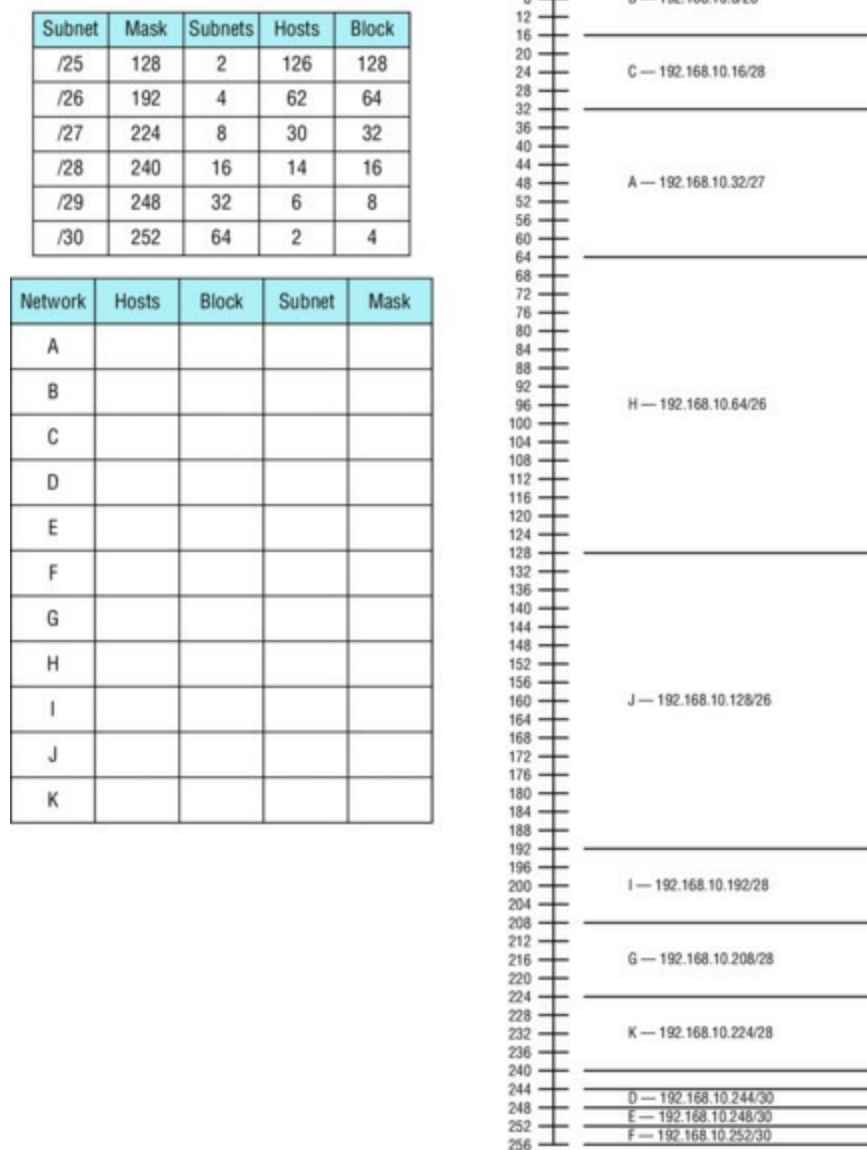 Subnet Mask Subnets Hosts Block
/25 128 2 126 128
/26 192 4 62 64
/27 224 8 30 32
/28 240 16 14 16
/29 248 32 6 8
/30 252 64 2 4
Network Hosts Block Subnet Mask
A
B
C
D
E
F
G
H
I
J
K
12
16
20
24 C — 192.168.10.16/28
28
32
36
40
44
48 A — 192.168.10.32/27
52
56
60
64
68
72
76
80
84
88
92
96 H — 192.168.10.64/26
100
104
108
112
116
120
124
128
132
136
140
144
148
152
156
160 J — 192.168.10.128/26
164
168
172
176
180
184
188
192
196
200 I — 192.168.10.192/28
204
208
212
216 G — 192.168.10.208/28
220
224
228
232 K — 192.168.10.224/28
236
240
244
D — 192.168.10.244/30
248
E — 192.168.10.248/30
252
F — 192.168.10.252/30
256